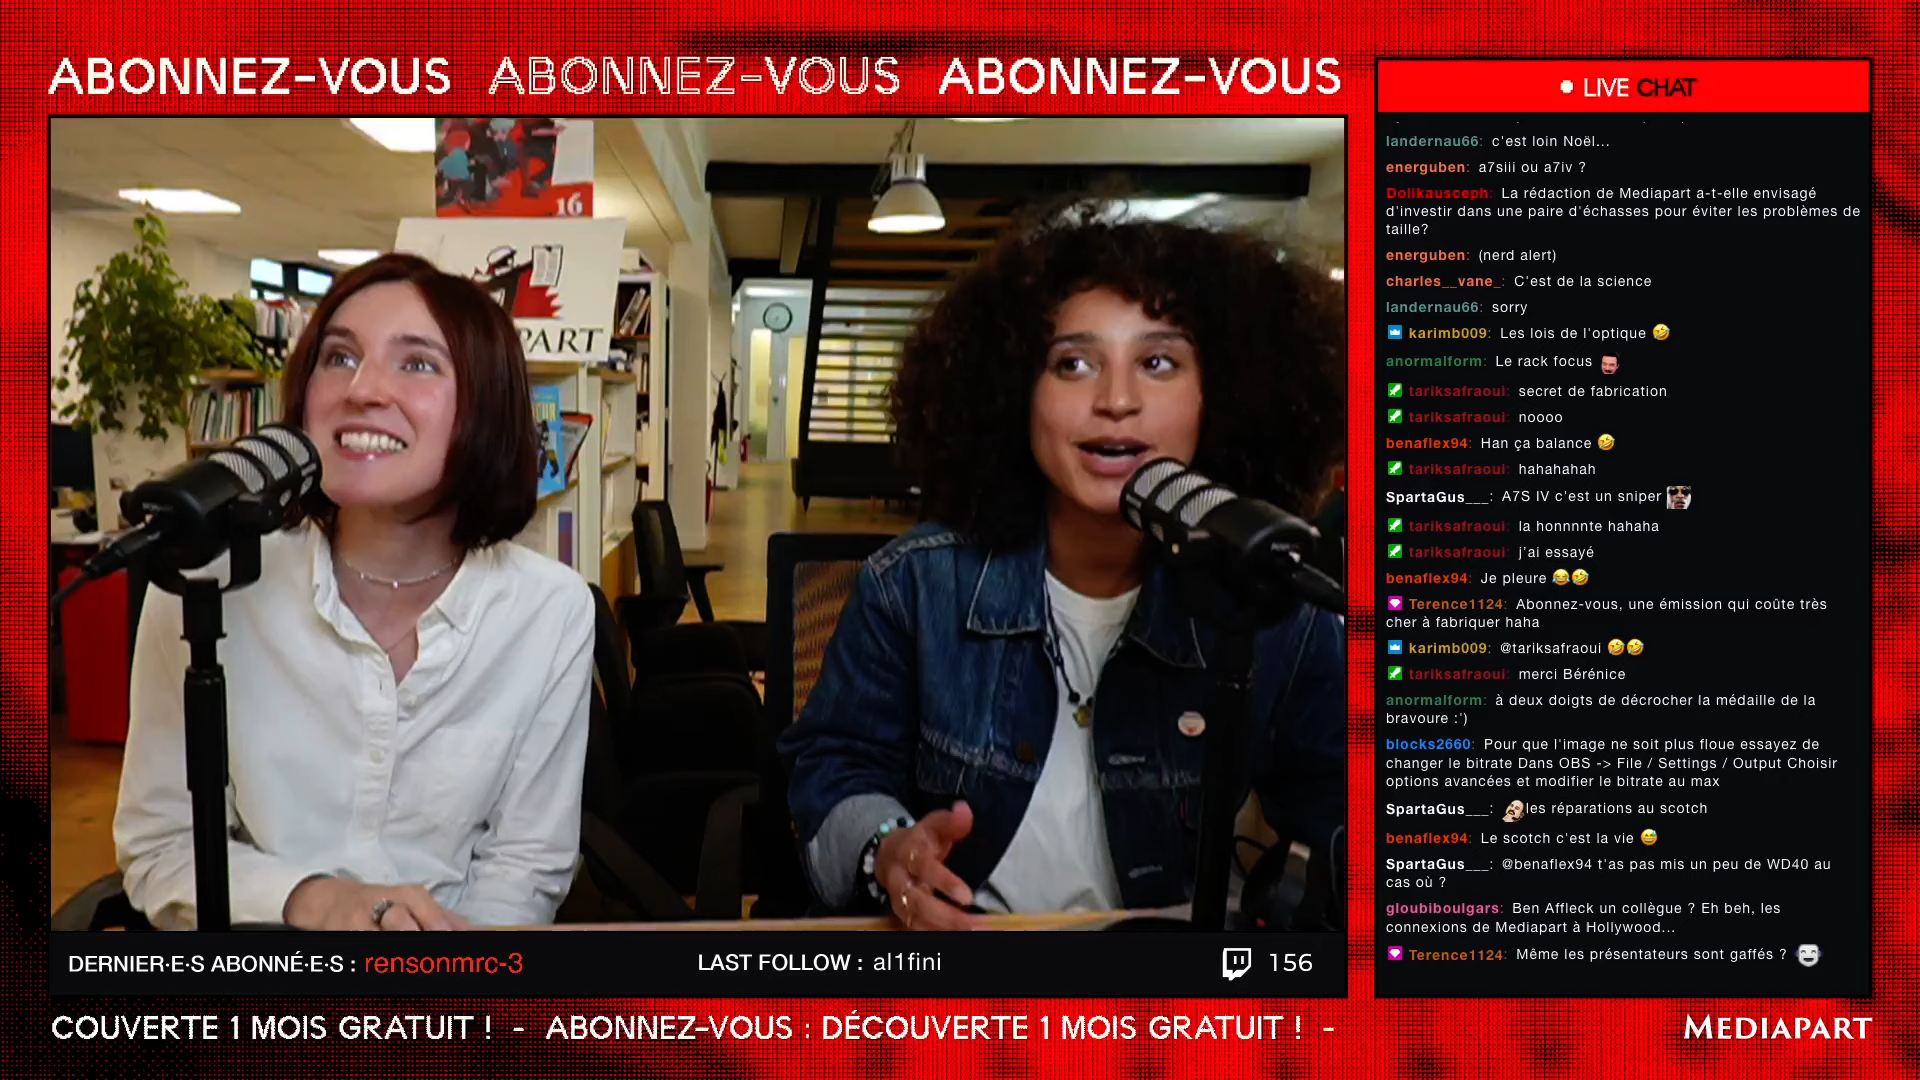 ABONNEZ-VOUS ABONNEZ-VOUS ABONNEZ-VOUS
16
PART
DERNIER·E·S ABONNÉ·E·S : rensonmrc-3
LAST FOLLOW : al1fini
156
COUVERTE 1 MOIS GRATUIT ! - ABONNEZ-VOUS : DÉCOUVERTE 1 MOIS GRATUIT ! -
LIVE CHAT
landernau66: c'est loin Noël...
energuben: a7siii ou a7iv ?
Dolikausceph: La rédaction de Mediapart a-t-elle envisagé
d'investir dans une paire d'échasses pour éviter les problèmes de
taille?
energuben: (nerd alert)
charles__vane_: C'est de la science
landernau66: sorry
karimb009: Les lois de l'optique 🤣
anormalform: Le rack focus
tariksafraoui: secret de fabrication
tariksafraoui: noooo
benaflex94: Han ça balance 🤣
tariksafraoui: hahahahah
SpartaGus___: A7S IV c'est un sniper
tariksafraoui: la honnnnte hahaha
tariksafraoui: j'ai essayé
benaflex94: Je pleure 😂🤣
Terence1124: Abonnez-vous, une émission qui coûte très
cher à fabriquer haha
karimb009: @tariksafraoui 🤣🤣
tariksafraoui: merci Bérénice
anormalform: à deux doigts de décrocher la médaille de la
bravoure :')
blocks2660: Pour que l'image ne soit plus floue essayez de
changer le bitrate Dans OBS -> File / Settings / Output Choisir
options avancées et modifier le bitrate au max
SpartaGus___: les réparations au scotch
benaflex94: Le scotch c'est la vie 😅
SpartaGus___: @benaflex94 t'as pas mis un peu de WD40 au
cas où ?
gloubiboulgars: Ben Affleck un collègue ? Eh beh, les
connexions de Mediapart à Hollywood...
Terence1124: Même les présentateurs sont gaffés ?
MEDIAPART